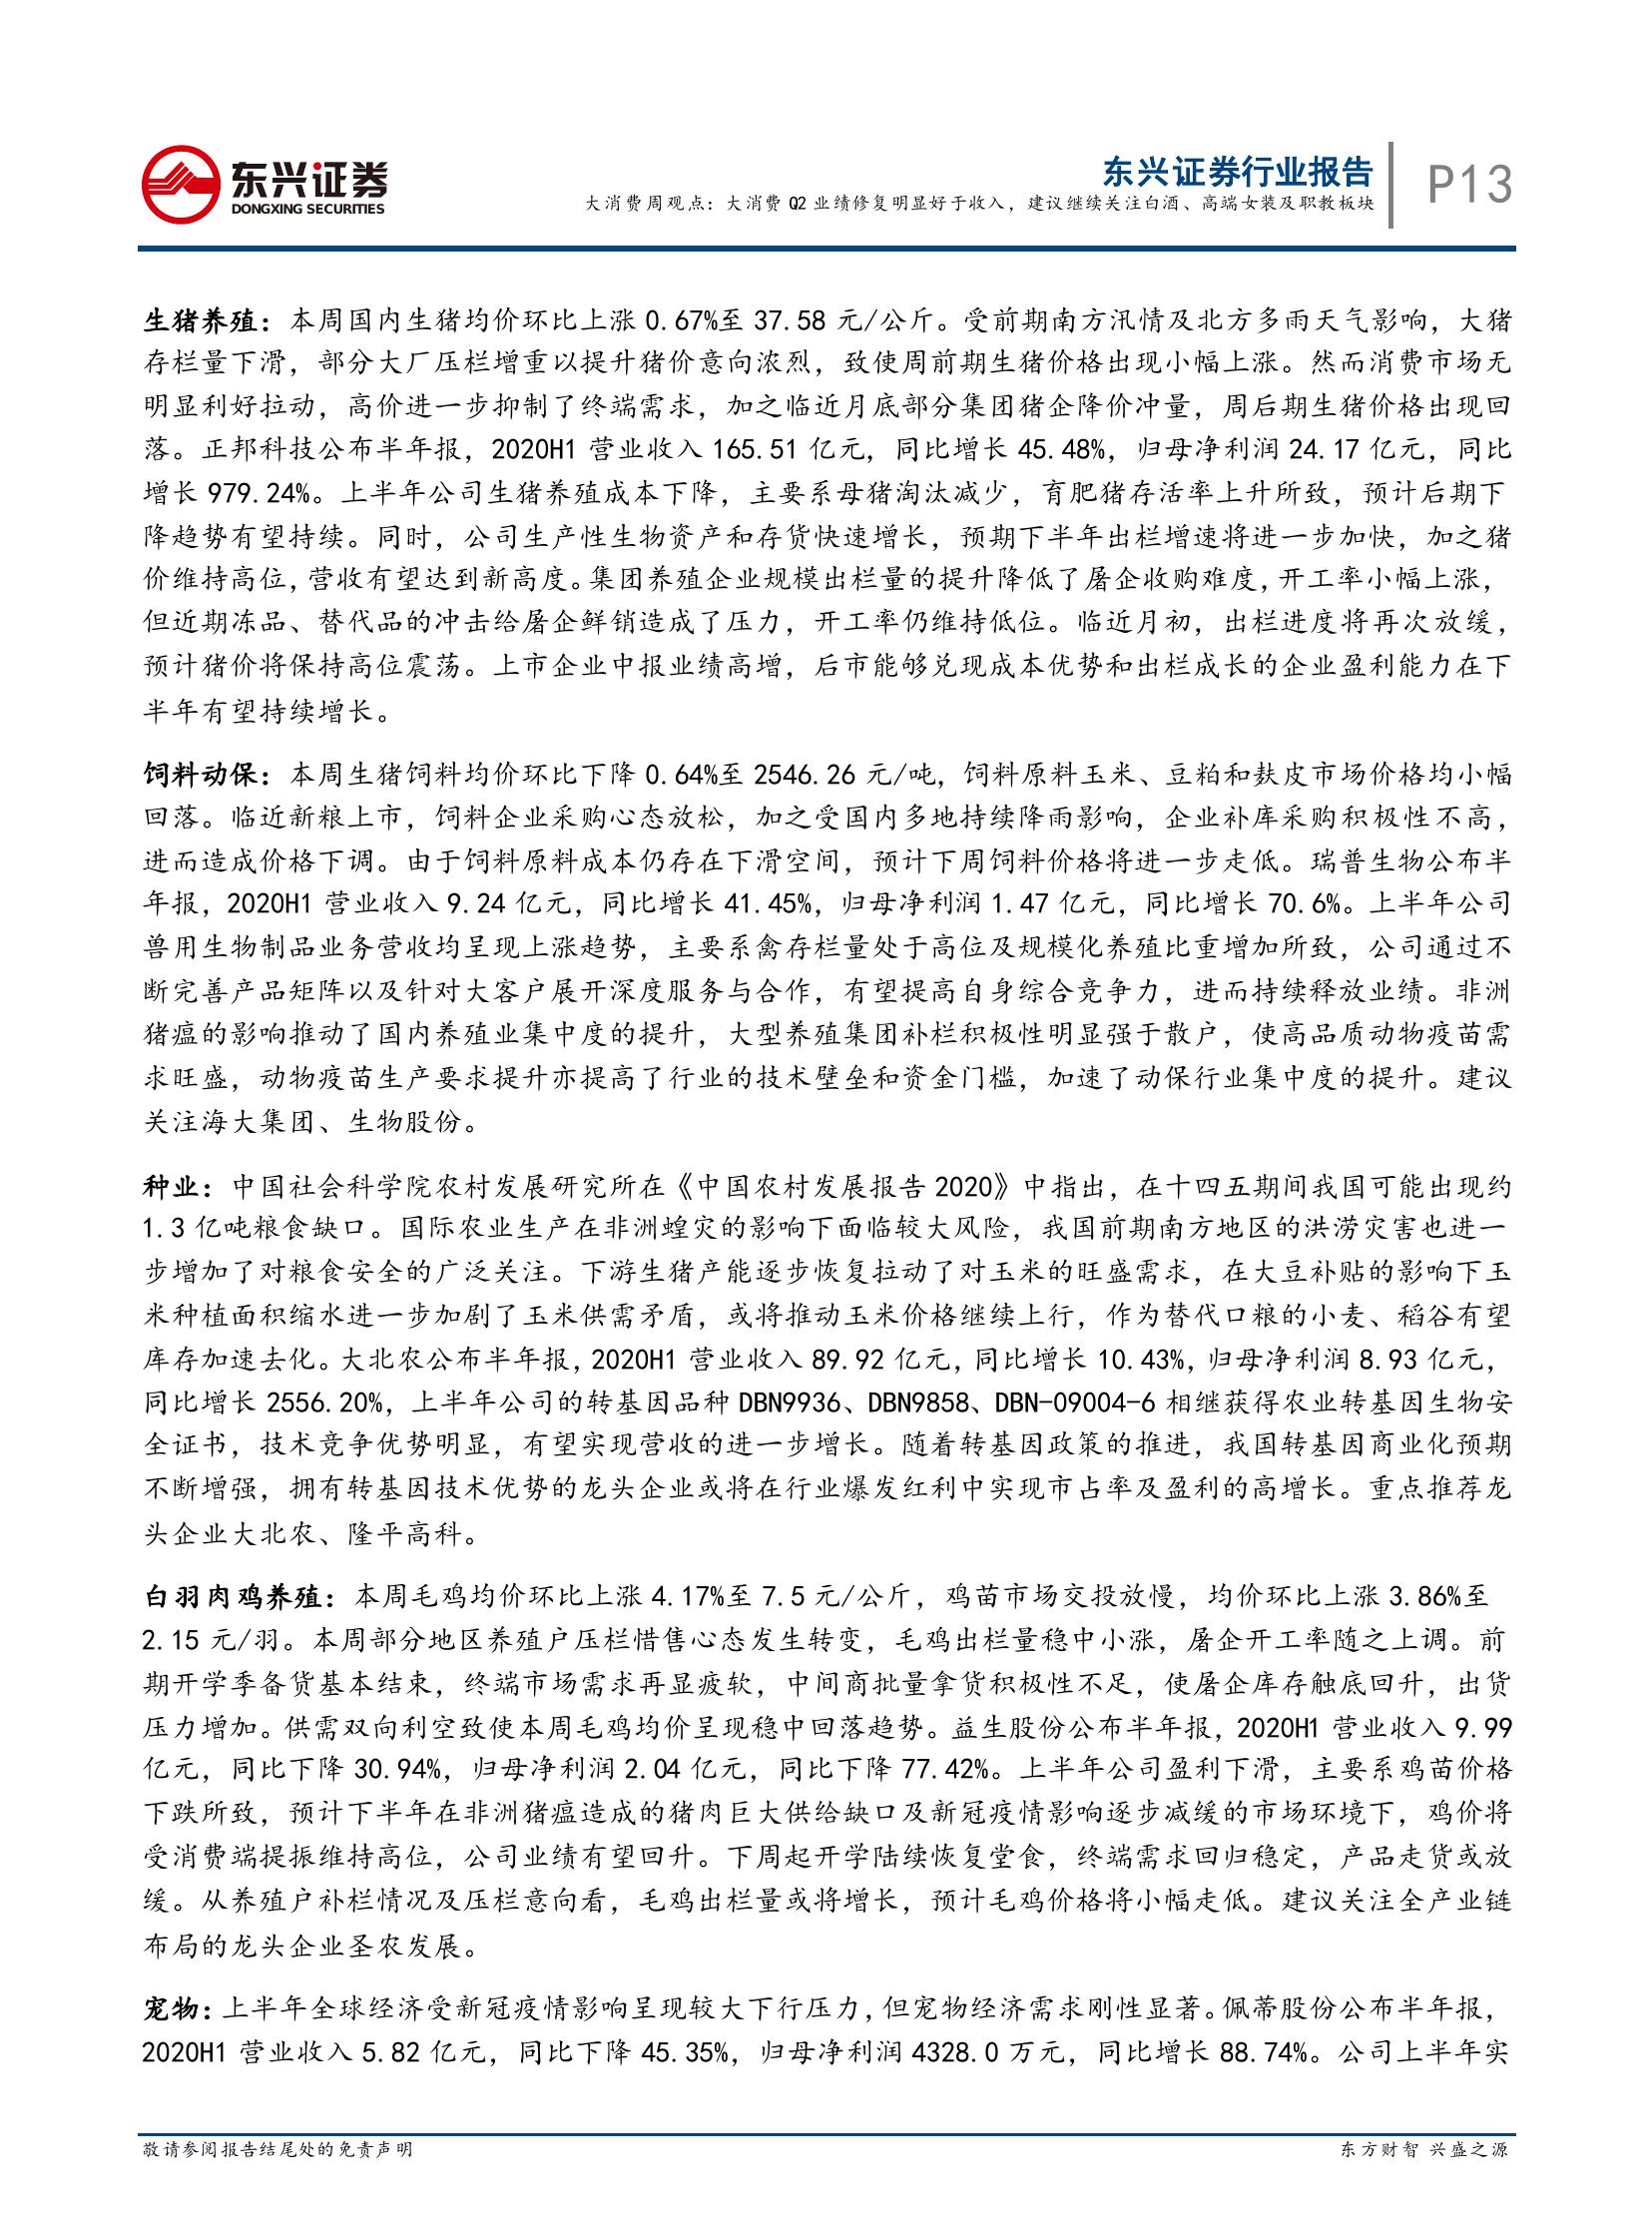 东兴证券
DONGXING SECURITIES
东兴证券行业报告
大消费周观点：大消费 Q2 业绩修复明显好于收入，建议继续关注白酒、高端女装及职教板块
P13
生猪养殖：本周国内生猪均价环比上涨 0.67%至 37.58 元/公斤。受前期南方汛情及北方多雨天气影响，大猪
存栏量下滑，部分大厂压栏增重以提升猪价意向浓烈，致使周前期生猪价格出现小幅上涨。然而消费市场无
明显利好拉动，高价进一步抑制了终端需求，加之临近月底部分集团猪企降价冲量，周后期生猪价格出现回
落。正邦科技公布半年报，2020H1 营业收入 165.51 亿元，同比增长 45.48%，归母净利润 24.17 亿元，同比
增长 979.24%。上半年公司生猪养殖成本下降，主要系母猪淘汰减少，育肥猪存活率上升所致，预计后期下
降趋势有望持续。同时，公司生产性生物资产和存货快速增长，预期下半年出栏增速将进一步加快，加之猪
价维持高位，营收有望达到新高度。集团养殖企业规模出栏量的提升降低了屠企收购难度，开工率小幅上涨，
但近期冻品、替代品的冲击给屠企鲜销造成了压力，开工率仍维持低位。临近月初，出栏进度将再次放缓，
预计猪价将保持高位震荡。上市企业中报业绩高增，后市能够兑现成本优势和出栏成长的企业盈利能力在下
半年有望持续增长。
饲料动保：本周生猪饲料均价环比下降 0.64%至 2546.26 元/吨，饲料原料玉米、豆粕和麸皮市场价格均小幅
回落。临近新粮上市，饲料企业采购心态放松，加之受国内多地持续降雨影响，企业补库采购积极性不高，
进而造成价格下调。由于饲料原料成本仍存在下滑空间，预计下周饲料价格将进一步走低。瑞普生物公布半
年报，2020H1 营业收入 9.24 亿元，同比增长 41.45%，归母净利润 1.47 亿元，同比增长 70.6%。上半年公司
兽用生物制品业务营收均呈现上涨趋势，主要系禽存栏量处于高位及规模化养殖比重增加所致，公司通过不
断完善产品矩阵以及针对大客户展开深度服务与合作，有望提高自身综合竞争力，进而持续释放业绩。非洲
猪瘟的影响推动了国内养殖业集中度的提升，大型养殖集团补栏积极性明显强于散户，使高品质动物疫苗需
求旺盛，动物疫苗生产要求提升亦提高了行业的技术壁垒和资金门槛，加速了动保行业集中度的提升。建议
关注海大集团、生物股份。
种业：中国社会科学院农村发展研究所在《中国农村发展报告 2020》中指出，在十四五期间我国可能出现约
1.3 亿吨粮食缺口。国际农业生产在非洲蝗灾的影响下面临较大风险，我国前期南方地区的洪涝灾害也进一
步增加了对粮食安全的广泛关注。下游生猪产能逐步恢复拉动了对玉米的旺盛需求，在大豆补贴的影响下玉
米种植面积缩水进一步加剧了玉米供需矛盾，或将推动玉米价格继续上行，作为替代口粮的小麦、稻谷有望
库存加速去化。大北农公布半年报，2020H1 营业收入 89.92 亿元，同比增长 10.43%，归母净利润 8.93 亿元，
同比增长 2556.20%，上半年公司的转基因品种 DBN9936、DBN9858、DBN-09004-6 相继获得农业转基因生物安
全证书，技术竞争优势明显，有望实现营收的进一步增长。随着转基因政策的推进，我国转基因商业化预期
不断增强，拥有转基因技术优势的龙头企业或将在行业爆发红利中实现市占率及盈利的高增长。重点推荐龙
头企业大北农、隆平高科。
白羽肉鸡养殖：本周毛鸡均价环比上涨 4.17%至 7.5 元/公斤，鸡苗市场交投放慢，均价环比上涨 3.86%至
2.15 元/羽。本周部分地区养殖户压栏惜售心态发生转变，毛鸡出栏量稳中小涨，屠企开工率随之上调。前
期开学季备货基本结束，终端市场需求再显疲软，中间商批量拿货积极性不足，使屠企库存触底回升，出货
压力增加。供需双向利空致使本周毛鸡均价呈现稳中回落趋势。益生股份公布半年报，2020H1 营业收入 9.99
亿元，同比下降 30.94%，归母净利润 2.04 亿元，同比下降 77.42%。上半年公司盈利下滑，主要系鸡苗价格
下跌所致，预计下半年在非洲猪瘟造成的猪肉巨大供给缺口及新冠疫情影响逐步减缓的市场环境下，鸡价将
受消费端提振维持高位，公司业绩有望回升。下周起开学陆续恢复堂食，终端需求回归稳定，产品走货或放
缓。从养殖户补栏情况及压栏意向看，毛鸡出栏量或将增长，预计毛鸡价格将小幅走低。建议关注全产业链
布局的龙头企业圣农发展。
宠物：上半年全球经济受新冠疫情影响呈现较大下行压力，但宠物经济需求刚性显著。佩蒂股份公布半年报，
2020H1 营业收入 5.82 亿元，同比下降 45.35%，归母净利润 4328.0 万元，同比增长 88.74%。公司上半年实
敬请参阅报告结尾处的免责声明
东方财智 兴盛之源